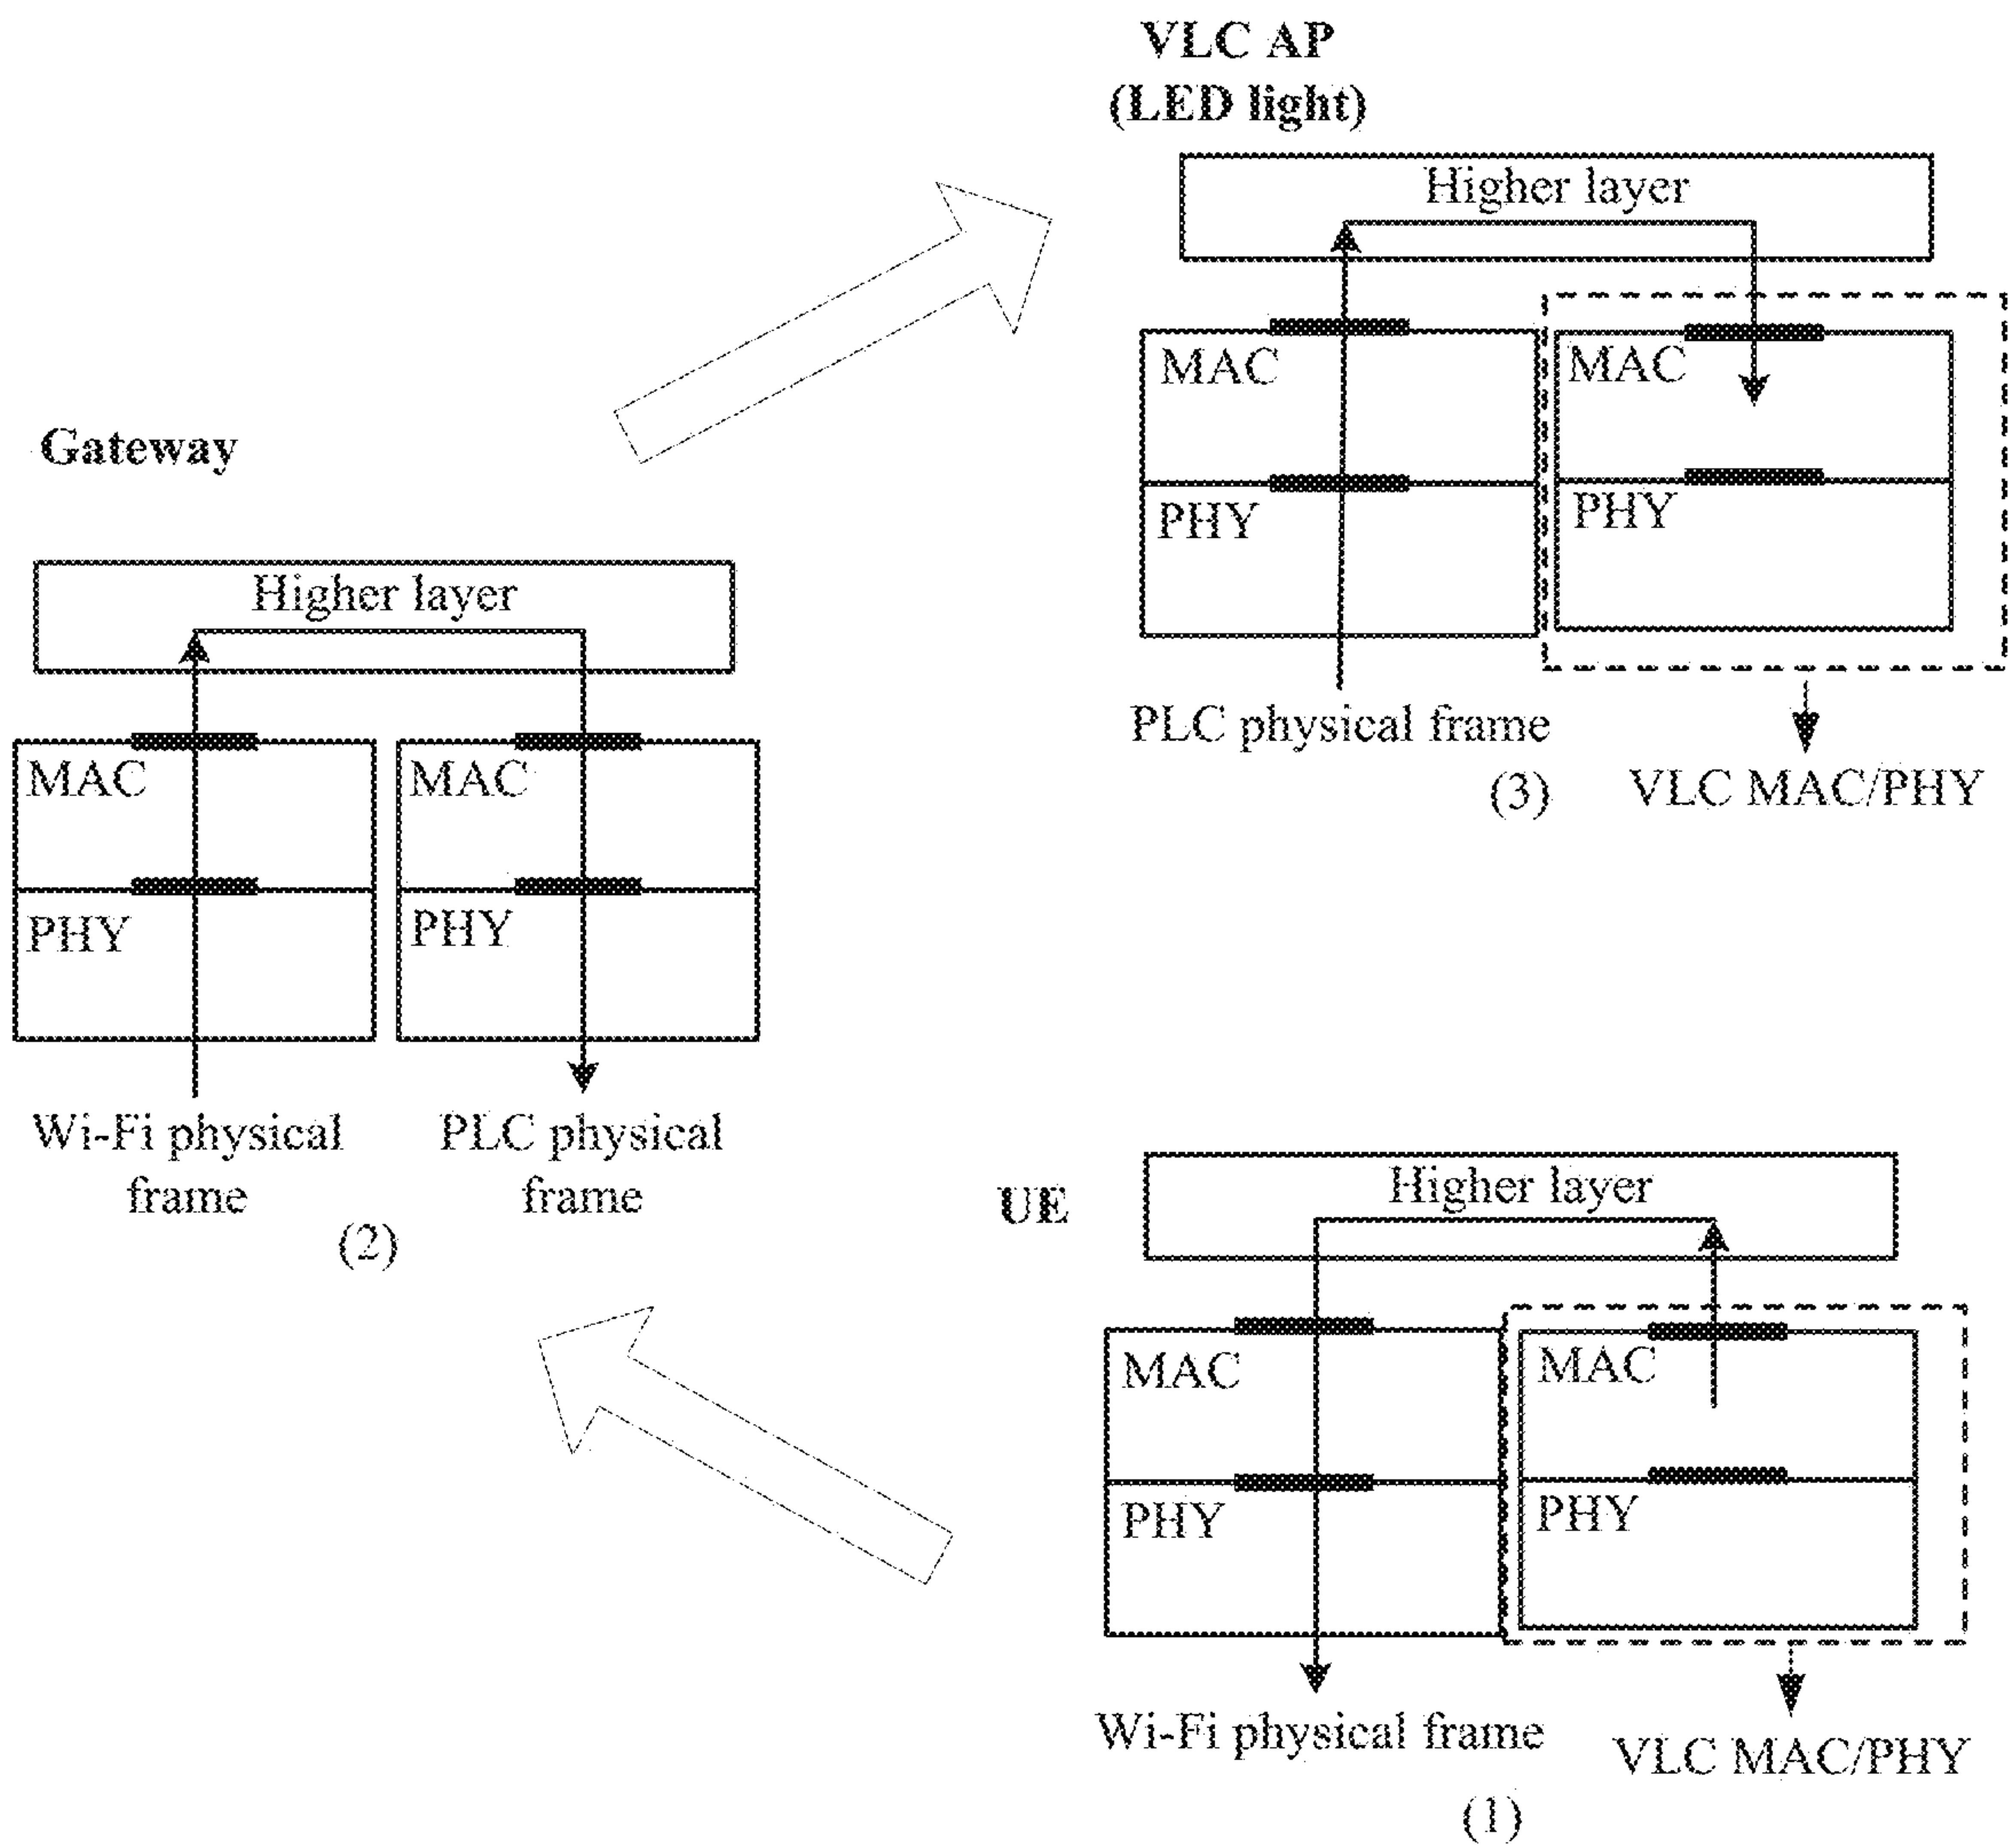 VLC AP
(LED light)
Higher layer
MAC
MAC
PHY
PHY
PLC physical frame
(3)
VLC MAC/PHY
Gateway
Higher layer
MAC
MAC
PHY
PHY
Wi-Fi physical
frame
PLC physical
frame
(2)
UE
Higher layer
MAC
MAC
PHY
PHY
Wi-Fi physical frame
VLC MAC/PHY
(1)